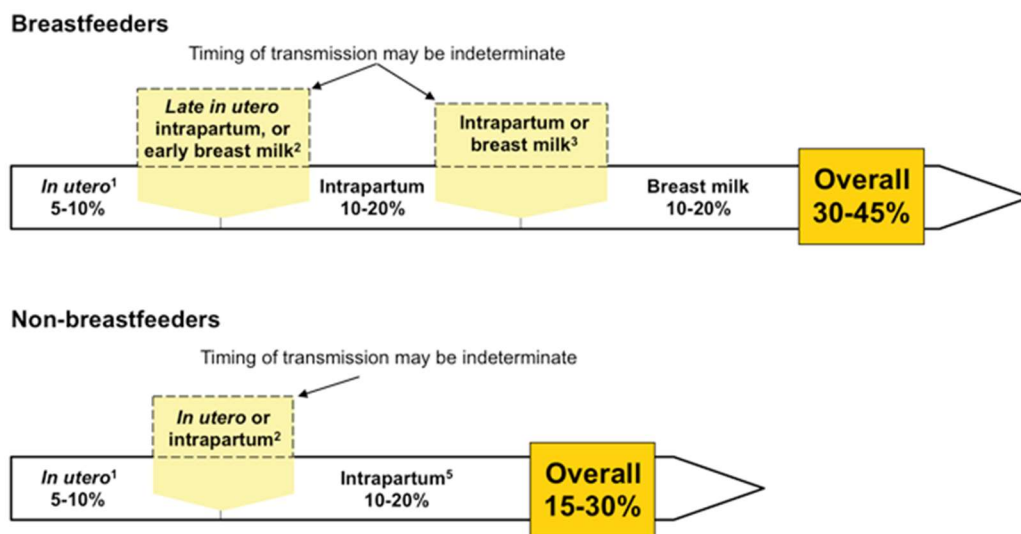 Breastfeeders
Timing of transmission may be indeterminate
Late in utero
intrapartum, or
early breast milk²
Intrapartum or
breast milk³
In utero¹
5-10%
Intrapartum
10-20%
Breast milk
10-20%
Overall
30-45%
Non-breastfeeders
Timing of transmission may be indeterminate
In utero or
intrapartum²
In utero¹
5-10%
Intrapartum⁵
10-20%
Overall
15-30%